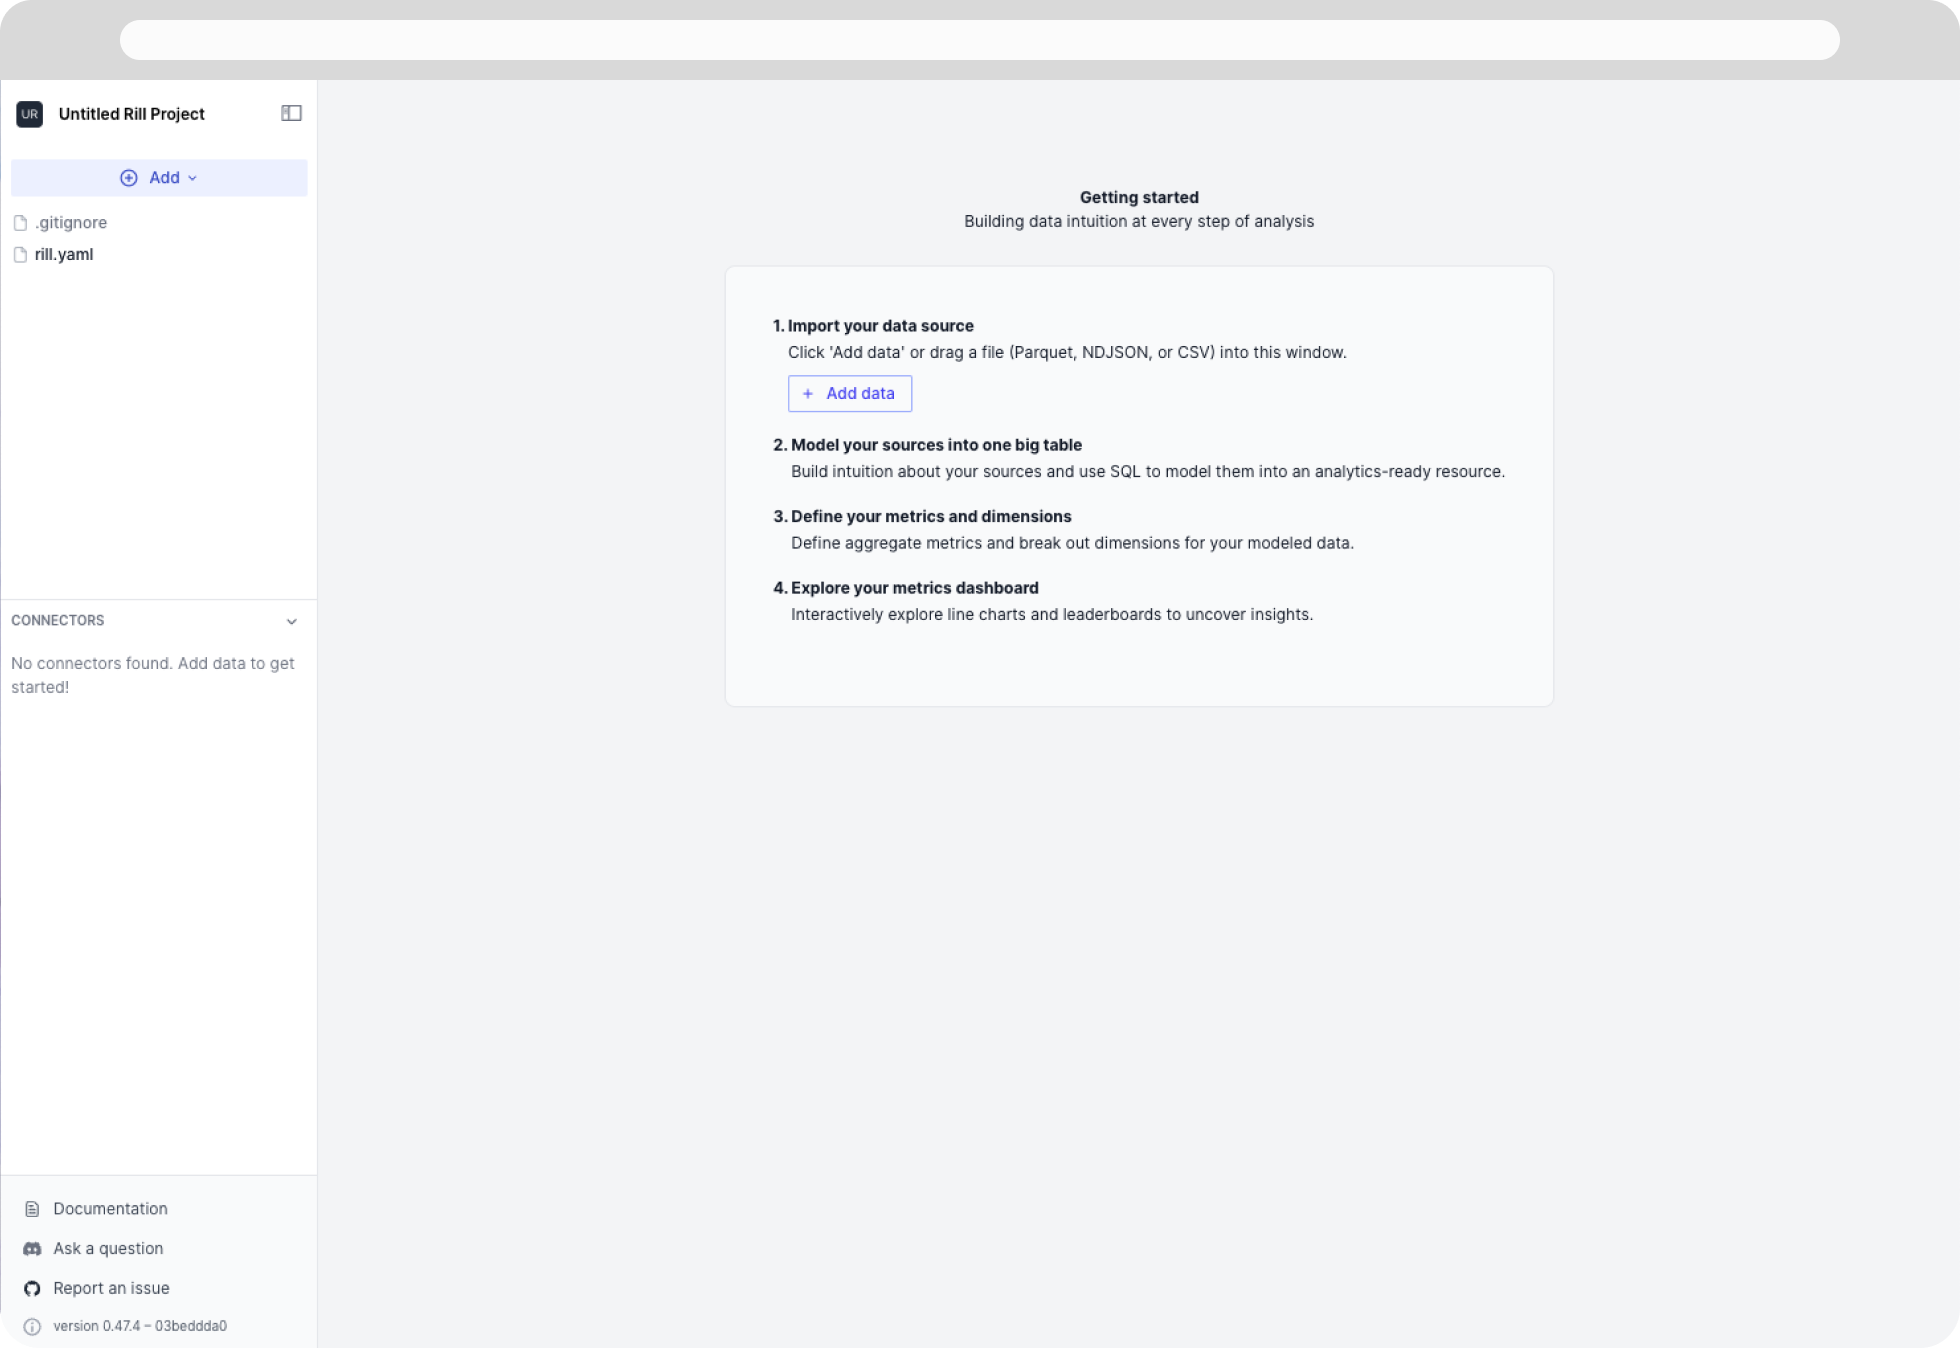 UR Untitled Rill Project
Add
.gitignore
rill.yaml
CONNECTORS
No connectors found. Add data to get
started!
Documentation
Ask a question
Report an issue
version 0.47.4 – 03beddda0
Getting started
Building data intuition at every step of analysis
1. Import your data source
Click 'Add data' or drag a file (Parquet, NDJSON, or CSV) into this window.
+ Add data
2. Model your sources into one big table
Build intuition about your sources and use SQL to model them into an analytics-ready resource.
3. Define your metrics and dimensions
Define aggregate metrics and break out dimensions for your modeled data.
4. Explore your metrics dashboard
Interactively explore line charts and leaderboards to uncover insights.